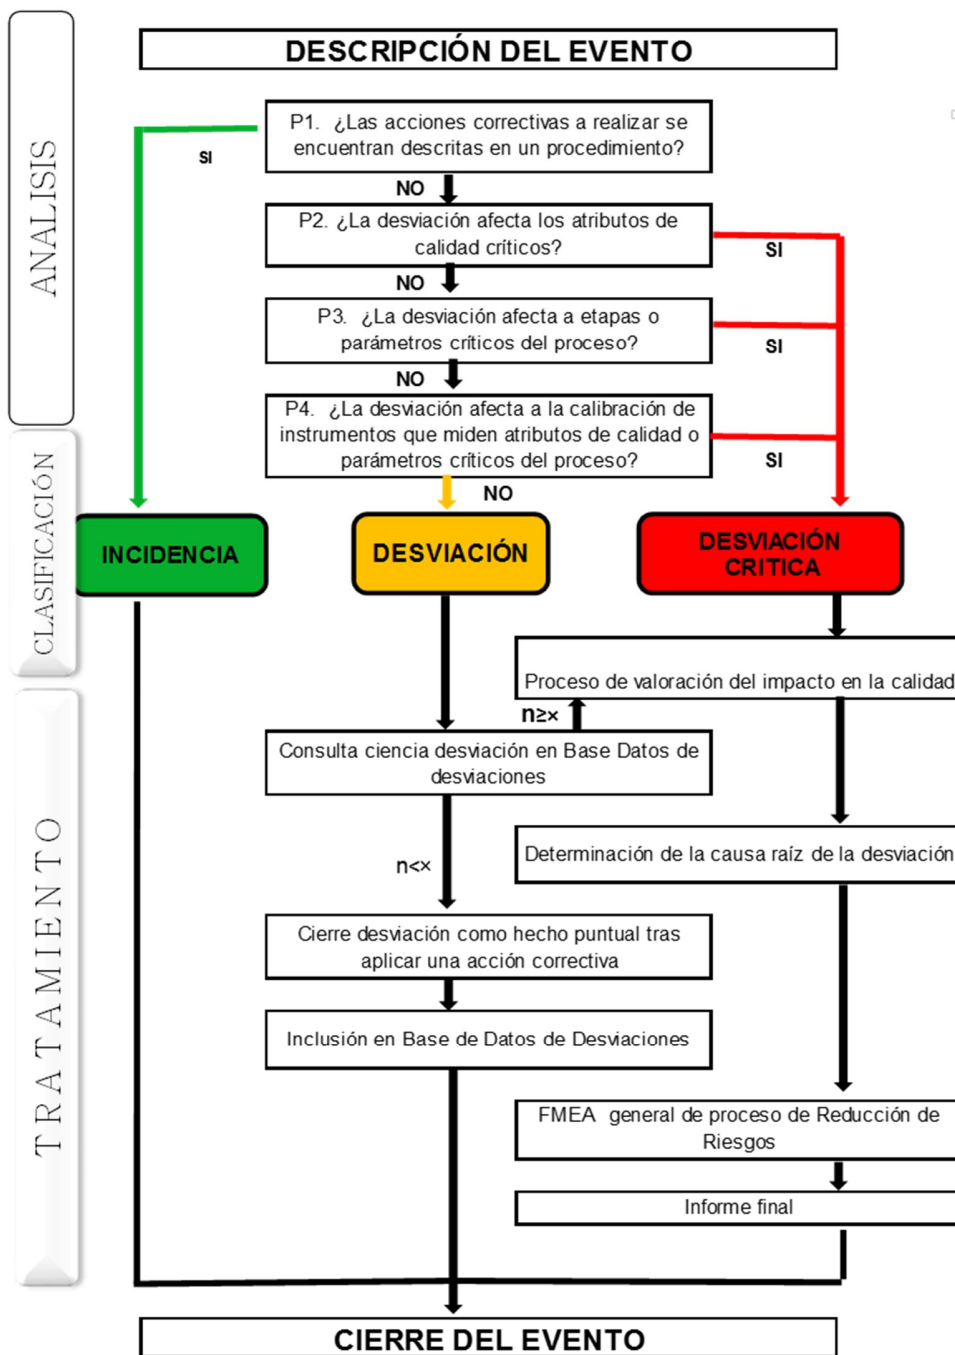 DESCRIPCIÓN DEL EVENTO
ANALISIS
P1. ¿Las acciones correctivas a realizar se
encuentran descritas en un procedimiento?
SI
NO
P2. ¿La desviación afecta los atributos de
calidad críticos?
SI
NO
P3. ¿La desviación afecta a etapas o
parámetros críticos del proceso?
SI
NO
P4. ¿La desviación afecta a la calibración de
instrumentos que miden atributos de calidad o
parámetros críticos del proceso?
SI
NO
CLASIFICACIÓN
INCIDENCIA
DESVIACIÓN
DESVIACIÓN
CRITICA
TRATAMIENTO
Proceso de valoración del impacto en la calidad
n≥×
Consulta ciencia desviación en Base Datos de
desviaciones
n<×
Determinación de la causa raíz de la desviación
Cierre desviación como hecho puntual tras
aplicar una acción correctiva
Inclusión en Base de Datos de Desviaciones
FMEA general de proceso de Reducción de
Riesgos
Informe final
CIERRE DEL EVENTO